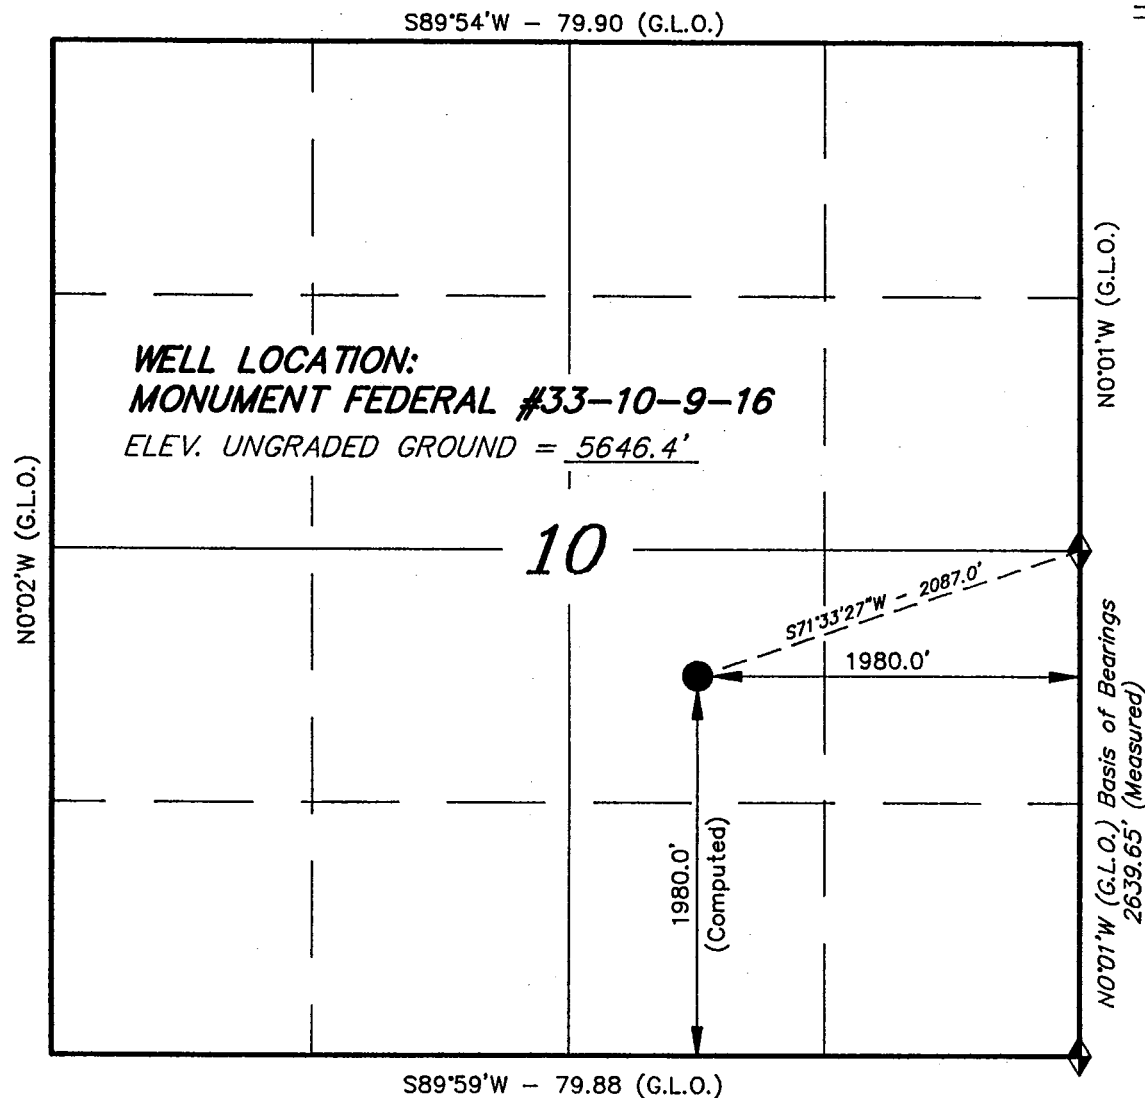 S89°54'W – 79.90 (G.L.O.)
N0°01'W (G.L.O.)
WELL LOCATION:
MONUMENT FEDERAL #33–10–9–16
ELEV. UNGRADED GROUND = 5646.4'
N0°02'W (G.L.O.)
10
S71°33'27"W – 2087.0'
1980.0'
1980.0'
(Computed)
N0°01'W (G.L.O.) Basis of Bearings
2639.65' (Measured)
S89°59'W – 79.88 (G.L.O.)